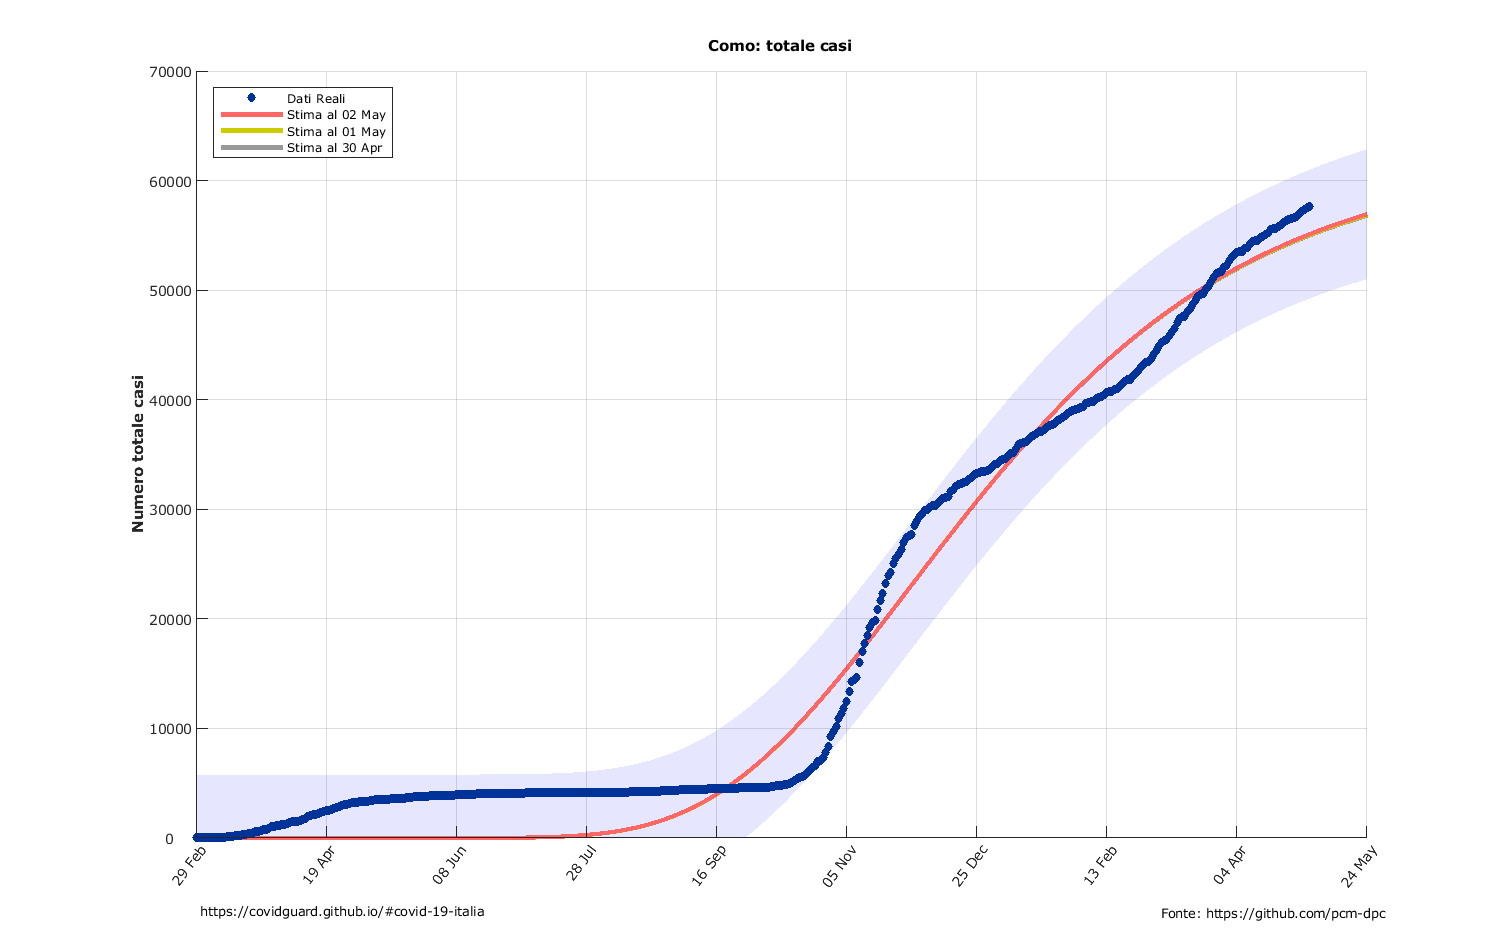 Como: totale casi
70000
60000
50000
40000
30000
20000
10000
0
Numero totale casi
Dati Reali
Stima al 02 May
Stima al 01 May
Stima al 30 Apr
29 Feb
19 Apr
08 Jun
28 Jul
16 Sep
05 Nov
25 Dec
13 Feb
04 Apr
24 May
https://covidguard.github.io/#covid-19-italia
Fonte: https://github.com/pcm-dpc